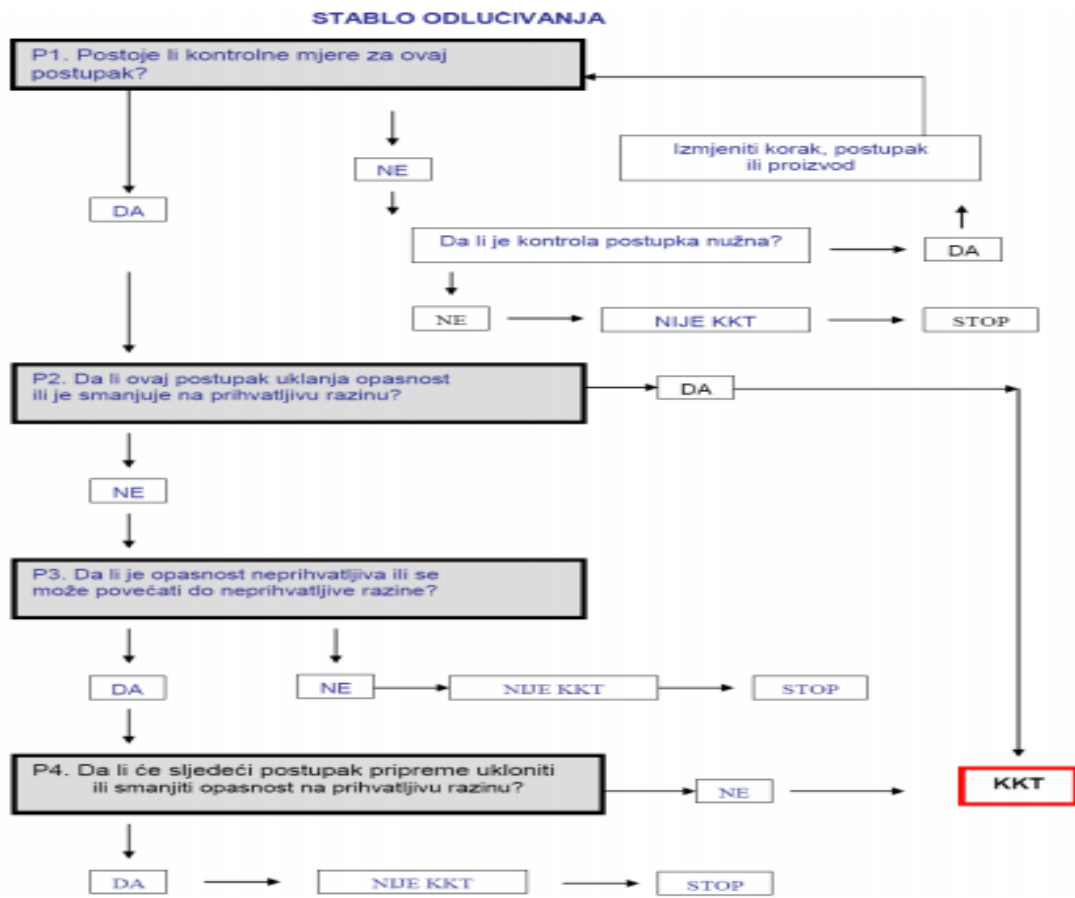 STABLO ODLUČIVANJA
P1. Postoje li kontrolne mjere za ovaj
postupak?
Izmjeniti korak, postupak
ili proizvod
NE
DA
Da li je kontrola postupka nužna?
DA
NE
NIJE KKT
STOP
P2. Da li ovaj postupak uklanja opasnost
ili je smanjuje na prihvatljivu razinu?
DA
NE
P3. Da li je opasnost neprihvatljiva ili se
može povećati do neprihvatljive razine?
DA
NE
NIJE KKT
STOP
P4. Da li će sljedeći postupak pripreme ukloniti
ili smanjiti opasnost na prihvatljivu razinu?
NE
KKT
DA
NIJE KKT
STOP